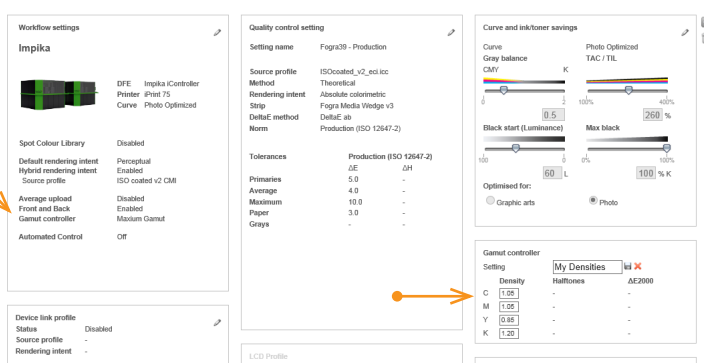 Workflow settings
Impika
DFE Impika iController
Printer iPrint 75
Curve Photo Optimized
Spot Colour Library Disabled
Default rendering intent Perceptual
Hybrid rendering intent Enabled
Source profile ISO coated v2 CMI
Average upload Disabled
Front and Back Enabled
Gamut controller Maxium Gamut
Automated Control Off
Device link profile
Status Disabled
Source profile -
Rendering intent -
Quality control setting
Setting name Fogra39 - Production
Source profile ISOcoated_v2_eci.icc
Method Theoretical
Rendering intent Absolute colorimetric
Strip Fogra Media Wedge v3
DeltaE method DeltaE ab
Norm Production (ISO 12647-2)
Tolerances Production (ISO 12647-2)
ΔE ΔH
Primaries 5.0 -
Average 4.0 -
Maximum 10.0 -
Paper 3.0 -
Grays - -
LCD Profile
Curve and ink/toner savings
Curve Photo Optimized
Gray balance TAC / TIL
CMY K
0 2 100% 400%
0.5 260 %
Black start (Luminance) Max black
100 0 0% 100%
60 L 100 % K
Optimised for:
Graphic arts Photo
Gamut controller
Setting My Densities
Density Halftones ΔE2000
C 1.05 - -
M 1.05 - -
Y 0.85 - -
K 1.20 - -